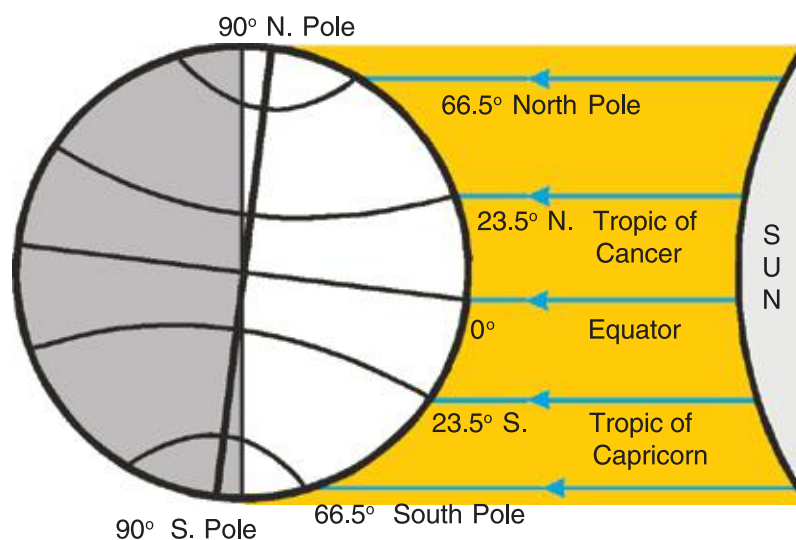 90° N. Pole
66.5° North Pole
23.5° N. Tropic of
Cancer
S
U
N
0° Equator
23.5° S. Tropic of
Capricorn
66.5° South Pole
90° S. Pole